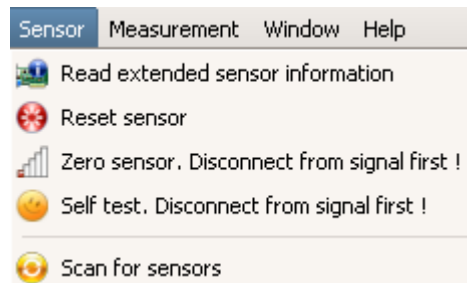 Sensor Measurement Window Help
Read extended sensor information
Reset sensor
Zero sensor. Disconnect from signal first !
Self test. Disconnect from signal first !
Scan for sensors